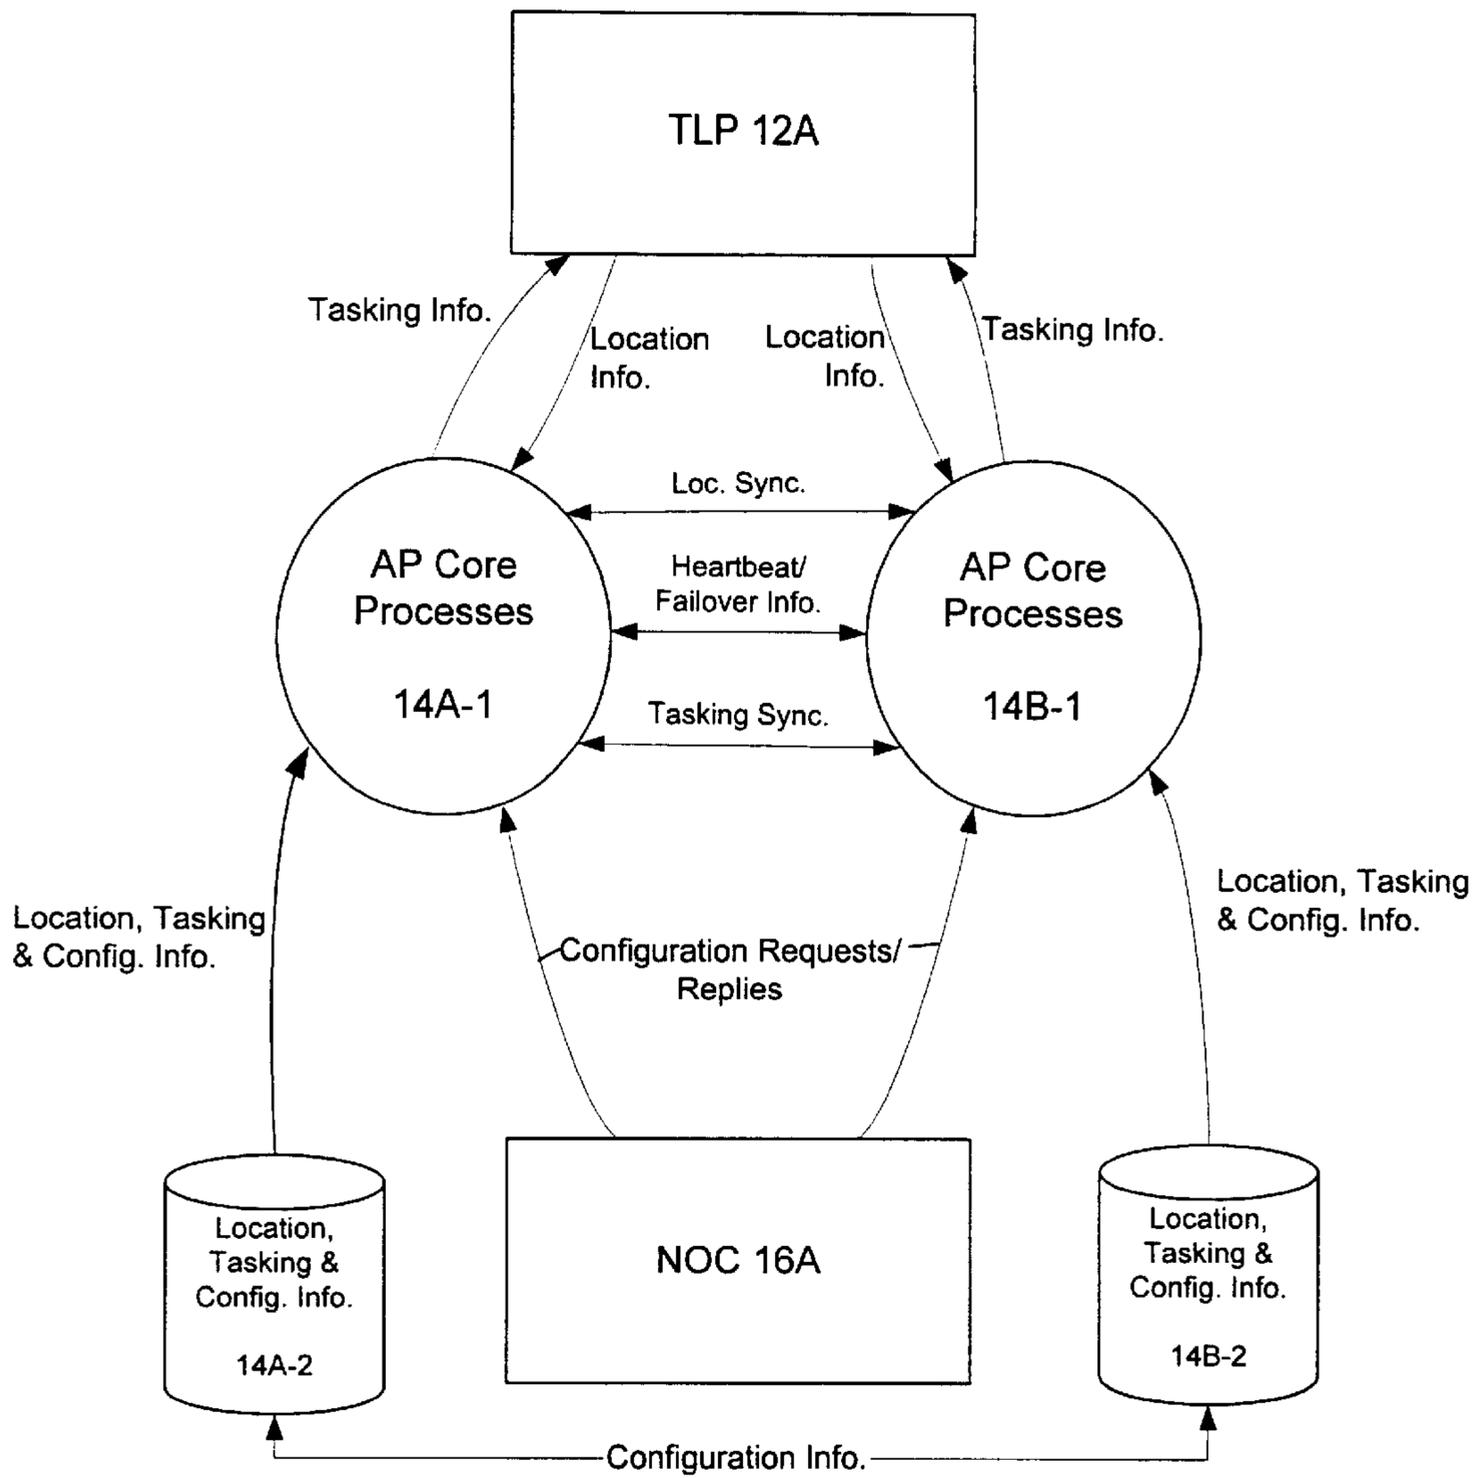 TLP 12A
Tasking Info.
Location
Info.
Location
Info.
Tasking Info.
Loc. Sync.
AP Core
Processes
14A-1
Heartbeat/
Failover Info.
AP Core
Processes
14B-1
Tasking Sync.
Location, Tasking
& Config. Info.
Configuration Requests/
Replies
Location, Tasking
& Config. Info.
Location,
Tasking &
Config. Info.
14A-2
NOC 16A
Location,
Tasking &
Config. Info.
14B-2
Configuration Info.